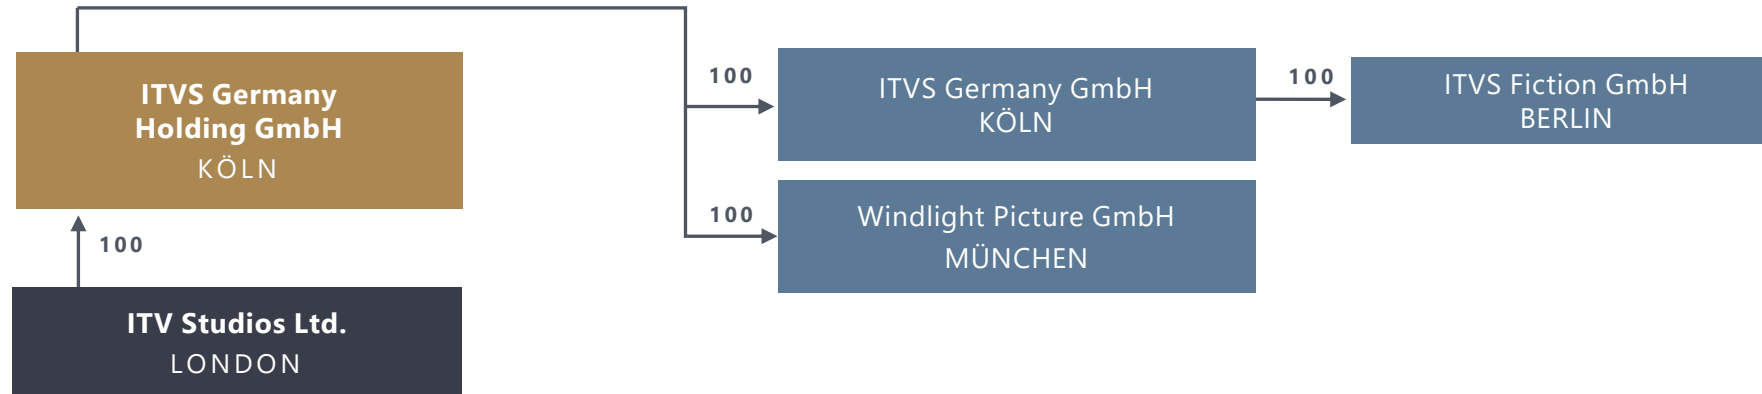 ITVS Germany
Holding GmbH
KÖLN
100
ITV Studios Ltd.
LONDON
100
ITVS Germany GmbH
KÖLN
100
ITVS Fiction GmbH
BERLIN
100
Windlight Picture GmbH
MÜNCHEN